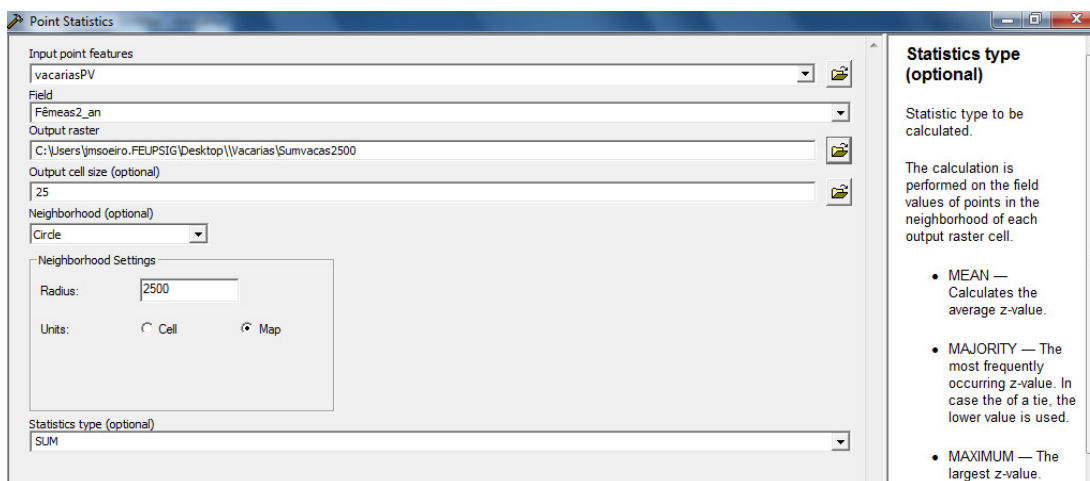 Point Statistics
Input point features
vacariasPV
Field
Fêmeas2_an
Output raster
C:\Users\jmsoeiro.FEUPSIG\Desktop\\Vacarias\Sumvacas2500
Output cell size (optional)
25
Neighborhood (optional)
Circle
Neighborhood Settings
Radius:
2500
Units:
Cell
Map
Statistics type (optional)
SUM
Statistics type
(optional)
Statistic type to be
calculated.
The calculation is
performed on the field
values of points in the
neighborhood of each
output raster cell.
• MEAN —
Calculates the
average z-value.
• MAJORITY — The
most frequently
occurring z-value. In
case the of a tie, the
lower value is used.
• MAXIMUM — The
largest z-value.